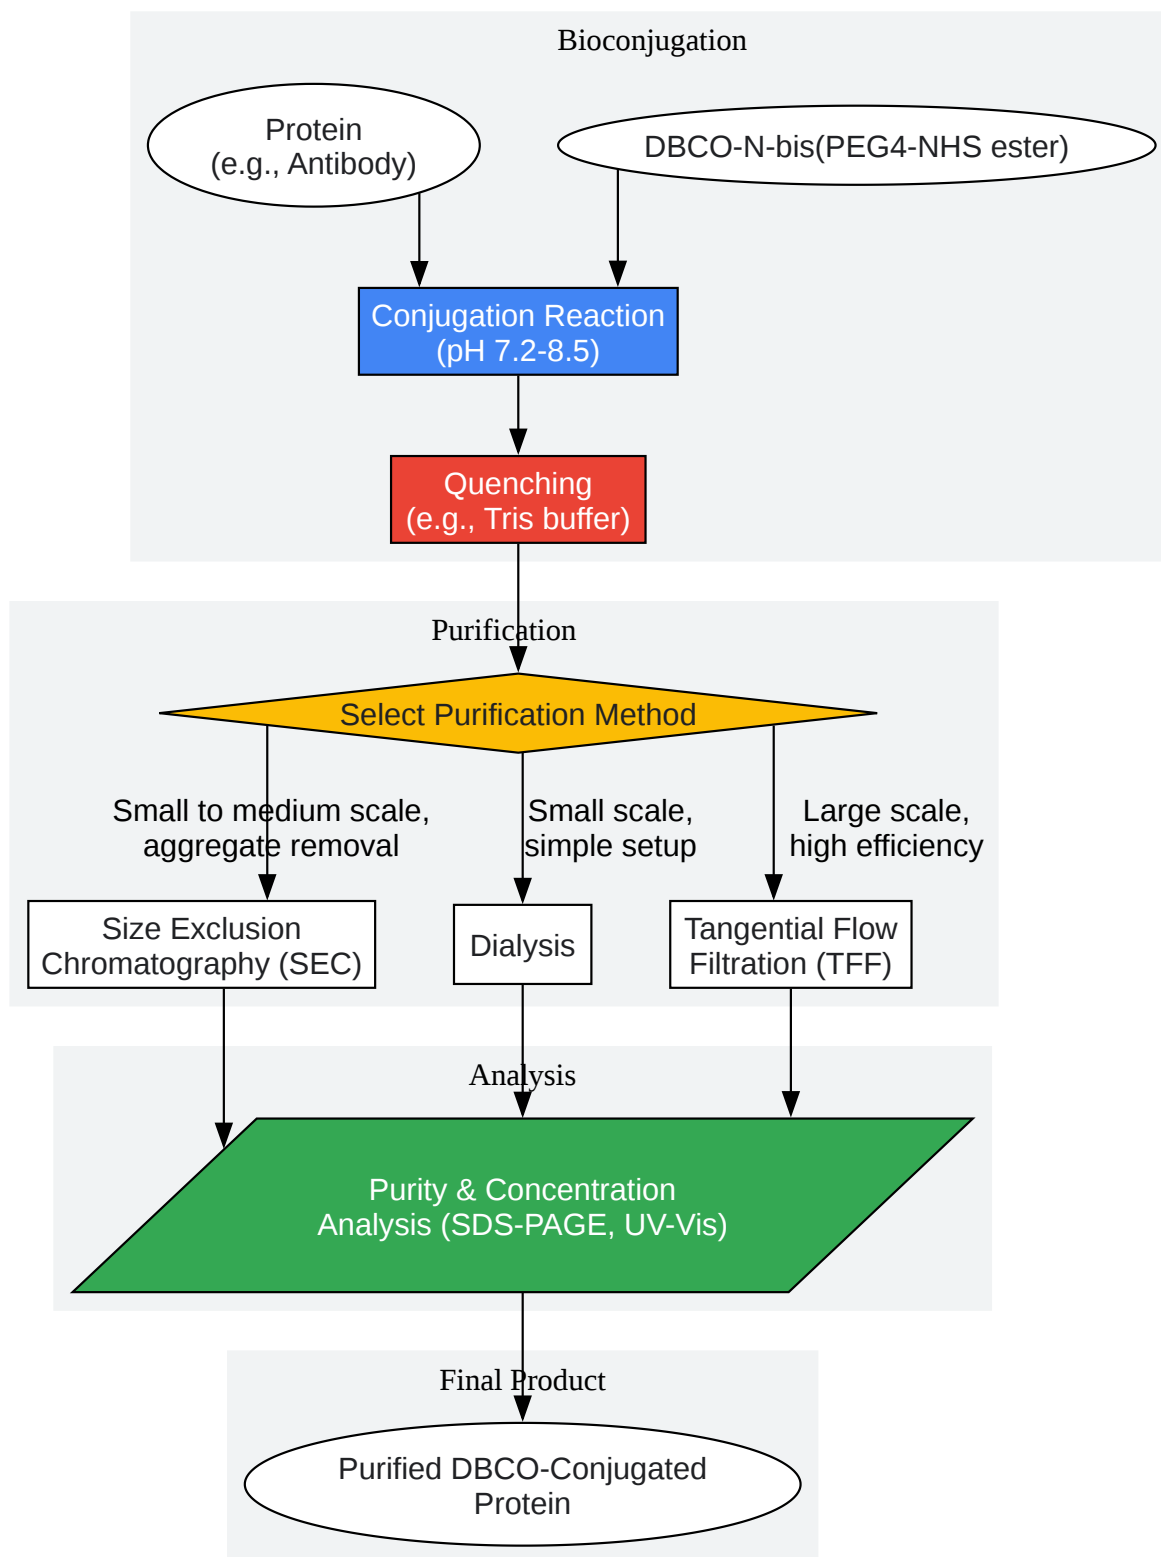 Bioconjugation
Protein
(e.g., Antibody)
DBCO-N-bis(PEG4-NHS ester)
Conjugation Reaction
(pH 7.2-8.5)
Quenching
(e.g., Tris buffer)
Purification
Select Purification Method
Small to medium scale,
aggregate removal
Small scale,
simple setup
Large scale,
high efficiency
Size Exclusion
Chromatography (SEC)
Dialysis
Tangential Flow
Filtration (TFF)
Analysis
Purity & Concentration
Analysis (SDS-PAGE, UV-Vis)
Final Product
Purified DBCO-Conjugated
Protein